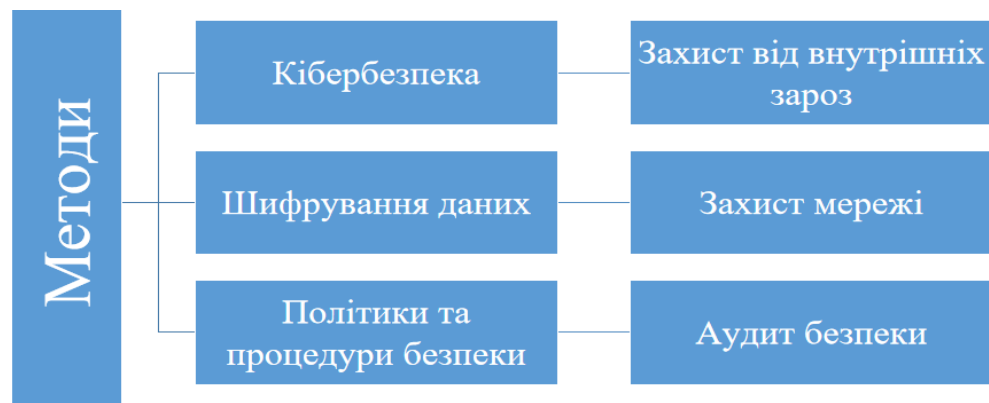 Методи
Кібербезпека
Захист від внутрішніх
зароз
Шифрування даних
Захист мережі
Політики та
процедури безпеки
Аудит безпеки